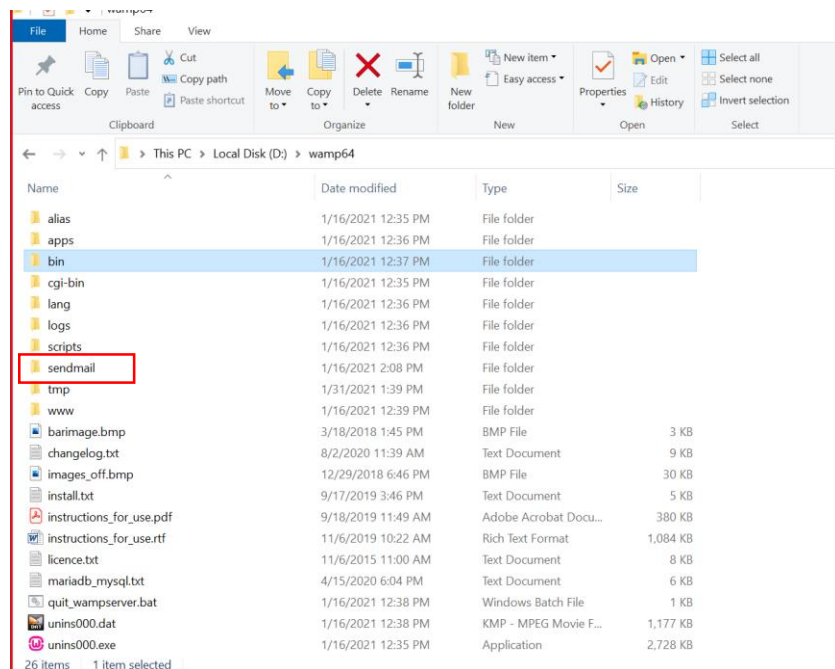 wamp64
File Home Share View
Pin to Quick access
Copy
Paste
Cut
Copy path
Paste shortcut
Move to
Copy to
Delete
Rename
New folder
New item
Easy access
Properties
Open
Edit
History
Select all
Select none
Invert selection
Clipboard Organize New Open Select
This PC > Local Disk (D:) > wamp64
Name Date modified Type Size
alias 1/16/2021 12:35 PM File folder
apps 1/16/2021 12:36 PM File folder
bin 1/16/2021 12:37 PM File folder
cgi-bin 1/16/2021 12:35 PM File folder
lang 1/16/2021 12:36 PM File folder
logs 1/16/2021 12:36 PM File folder
scripts 1/16/2021 12:36 PM File folder
sendmail 1/16/2021 2:08 PM File folder
tmp 1/31/2021 1:39 PM File folder
www 1/16/2021 12:39 PM File folder
barimage.bmp 3/18/2018 1:45 PM BMP File 3 KB
changelog.txt 8/2/2020 11:39 AM Text Document 9 KB
images_off.bmp 12/29/2018 6:46 PM BMP File 30 KB
install.txt 9/17/2019 3:46 PM Text Document 5 KB
instructions_for_use.pdf 9/18/2019 11:49 AM Adobe Acrobat Docu... 380 KB
instructions_for_use.rtf 11/6/2019 10:22 AM Rich Text Format 1,084 KB
licence.txt 11/6/2015 11:00 AM Text Document 8 KB
mariadb_mysql.txt 4/15/2020 6:04 PM Text Document 6 KB
quit_wampserver.bat 1/16/2021 12:38 PM Windows Batch File 1 KB
unins000.dat 1/16/2021 12:38 PM KMP - MPEG Movie F... 1,177 KB
unins000.exe 1/16/2021 12:35 PM Application 2,728 KB
26 items 1 item selected